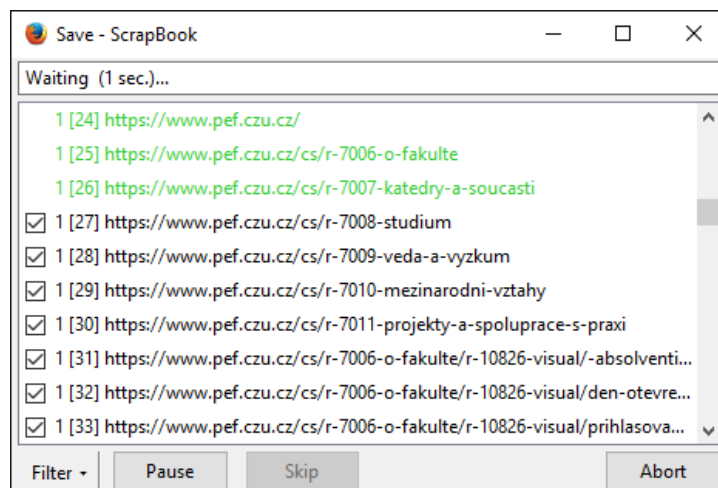 Save - ScrapBook
Waiting (1 sec.)...
1 [24] https://www.pef.czu.cz/
1 [25] https://www.pef.czu.cz/cs/r-7006-o-fakulte
1 [26] https://www.pef.czu.cz/cs/r-7007-katedry-a-soucasti
1 [27] https://www.pef.czu.cz/cs/r-7008-studium
1 [28] https://www.pef.czu.cz/cs/r-7009-veda-a-vyzkum
1 [29] https://www.pef.czu.cz/cs/r-7010-mezinarodni-vztahy
1 [30] https://www.pef.czu.cz/cs/r-7011-projekty-a-spoluprace-s-praxi
1 [31] https://www.pef.czu.cz/cs/r-7006-o-fakulte/r-10826-visual/-absolventi...
1 [32] https://www.pef.czu.cz/cs/r-7006-o-fakulte/r-10826-visual/den-otevre...
1 [33] https://www.pef.czu.cz/cs/r-7006-o-fakulte/r-10826-visual/prihlasova...
Filter Pause Skip Abort